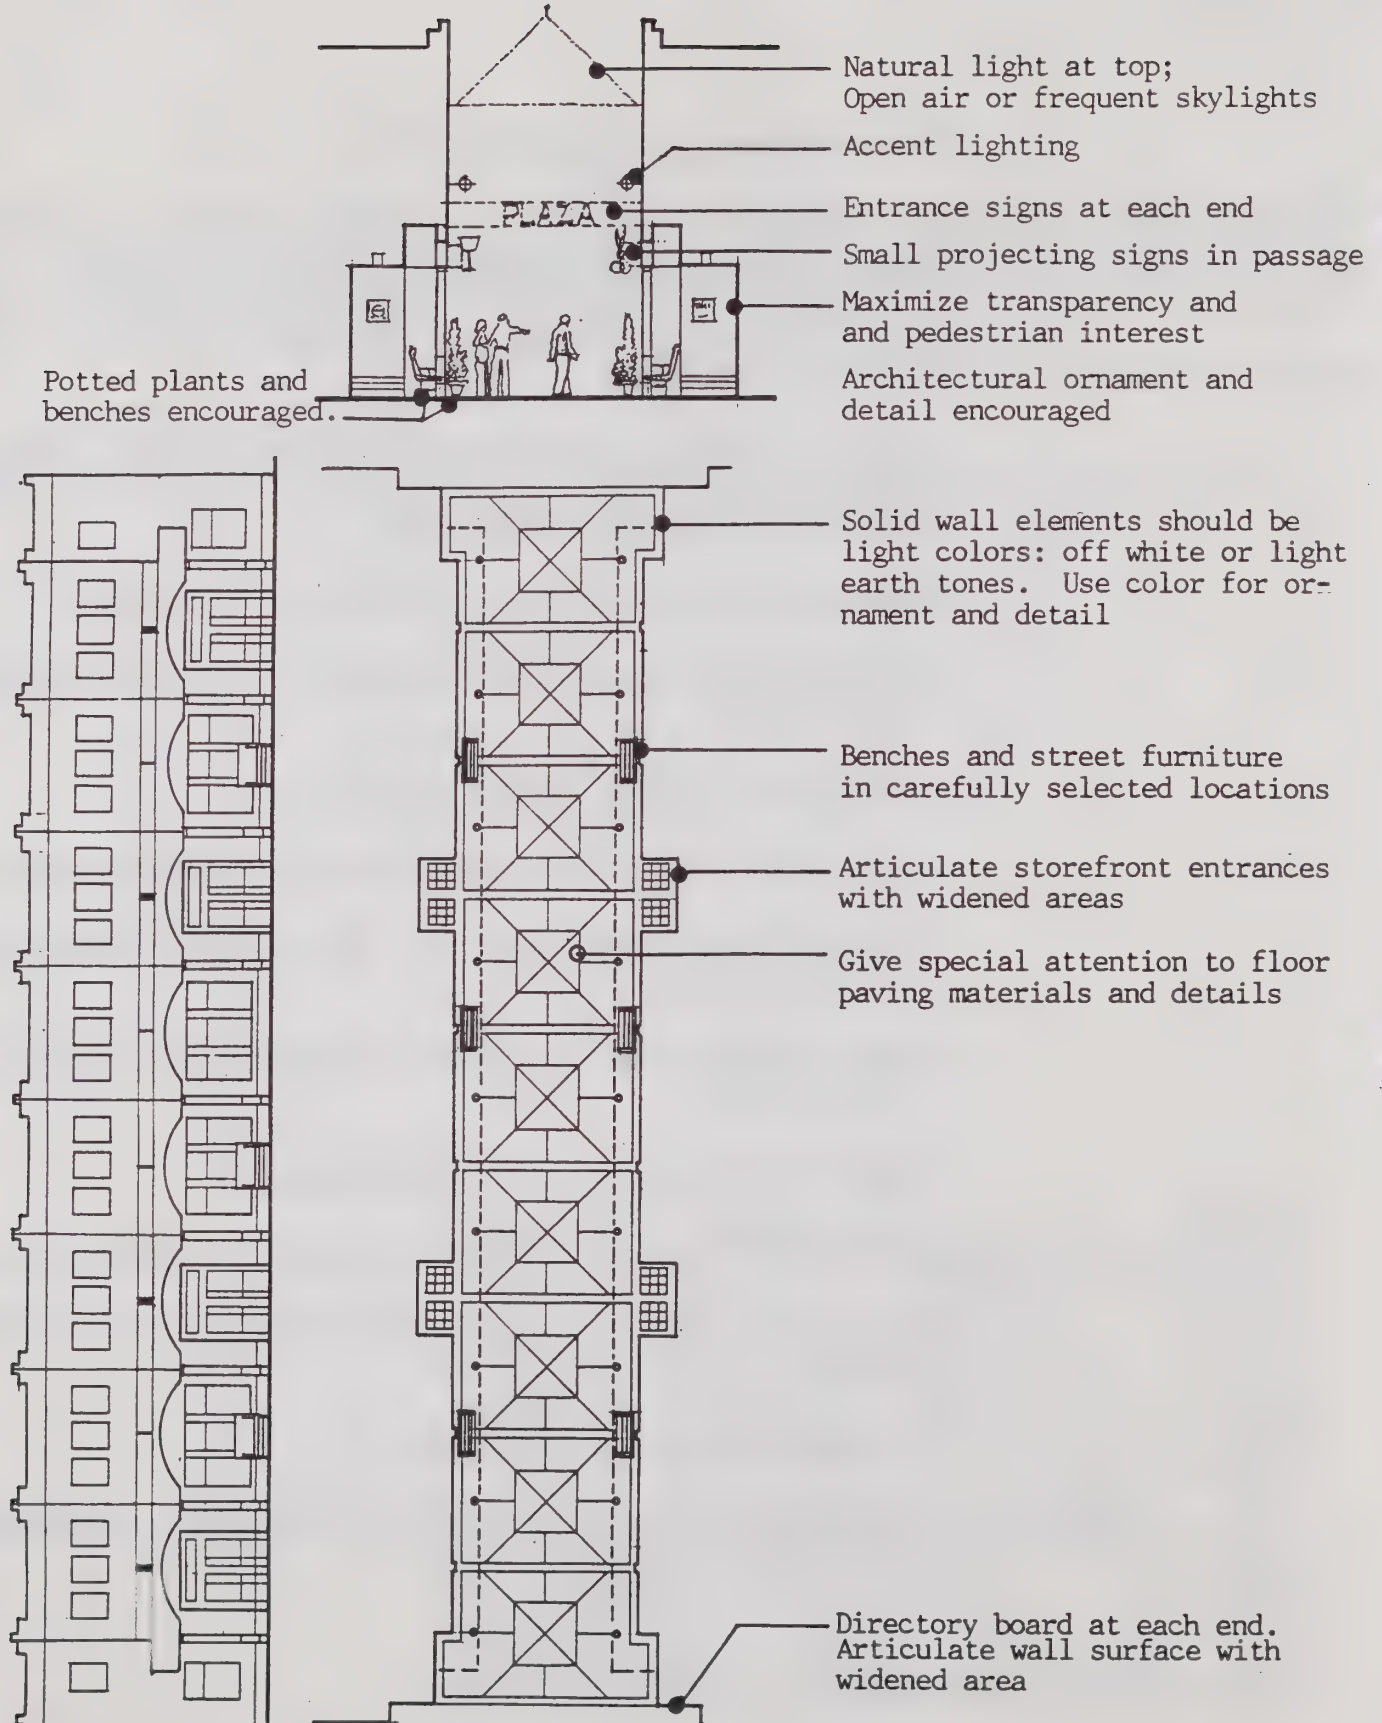 Natural light at top;
Open air or frequent skylights
Accent lighting
PLAZA
Entrance signs at each end
Small projecting signs in passage
Maximize transparency and
and pedestrian interest
Potted plants and
benches encouraged.
Architectural ornament and
detail encouraged
Solid wall elements should be
light colors: off white or light
earth tones. Use color for or-
nament and detail
Benches and street furniture
in carefully selected locations
Articulate storefront entrances
with widened areas
Give special attention to floor
paving materials and details
Directory board at each end.
Articulate wall surface with
widened area